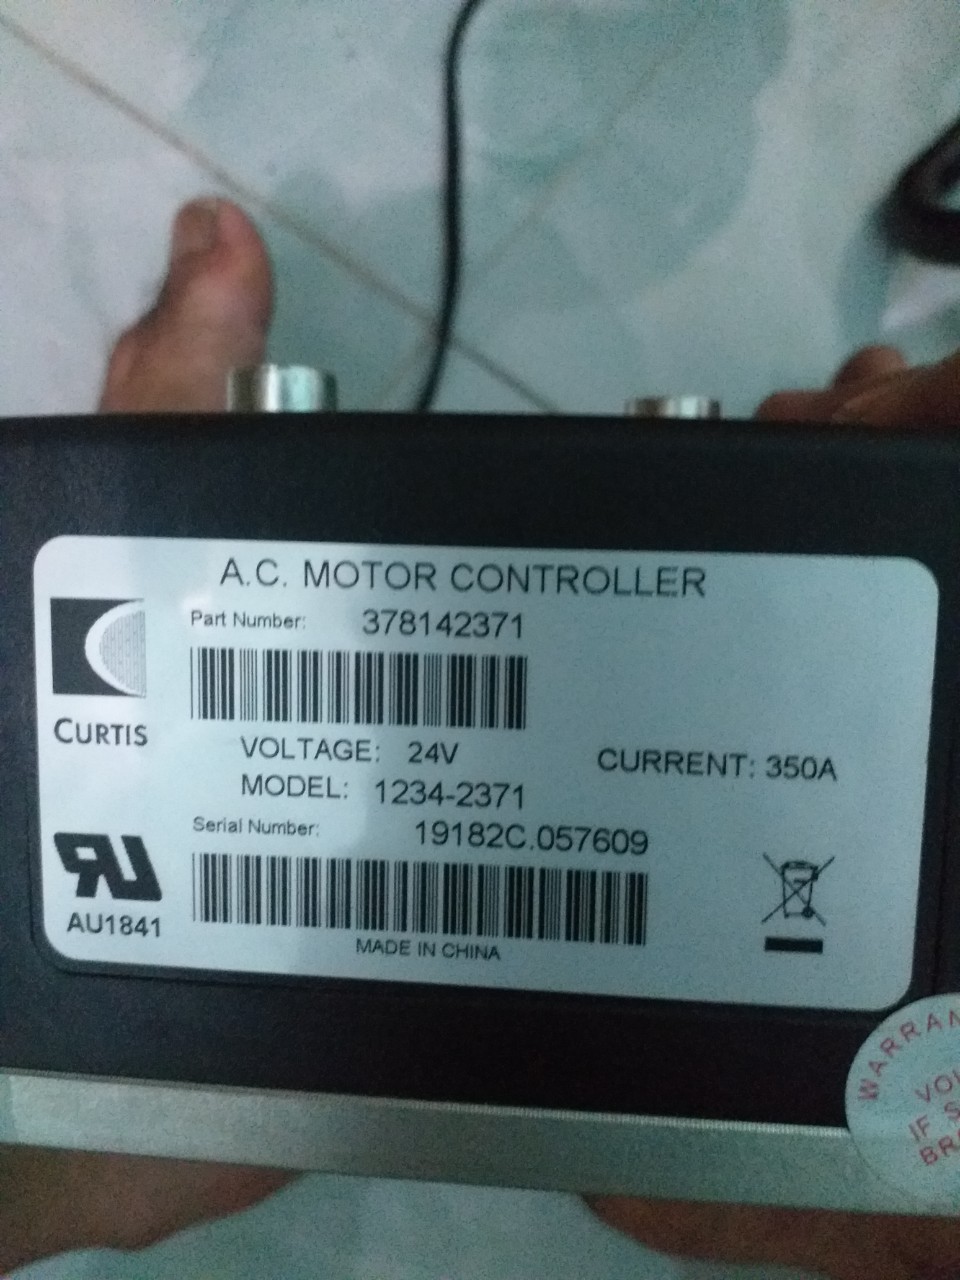 A.C. MOTOR CONTROLLER
Part Number: 378142371
CURTIS
VOLTAGE: 24V CURRENT: 350A
MODEL: 1234-2371
Serial Number: 19182C.057609
AU1841
MADE IN CHINA
IF